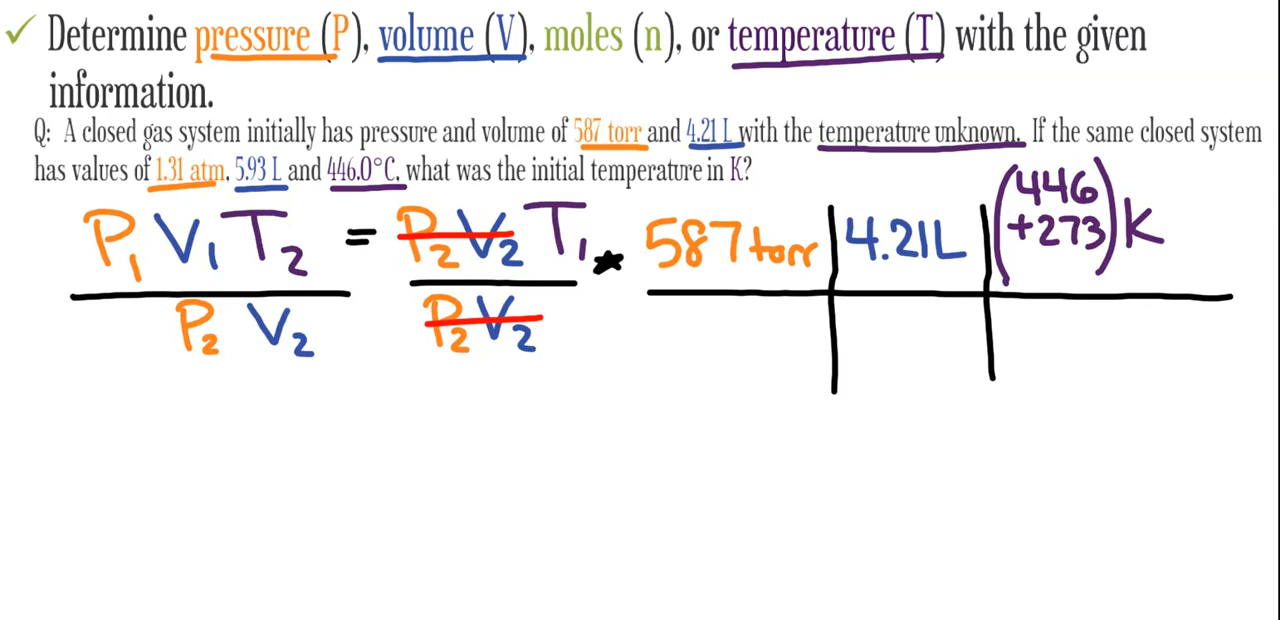 ✓ Determine pressure (P), volume (V), moles (n), or temperature (T) with the given
information.
Q: A closed gas system initially has pressure and volume of 587 torr and 4.21 L with the temperature unknown. If the same closed system
has values of 1.31 atm, 5.93 L and 446.0°C, what was the initial temperature in K?
P₁ V₁ T₂ = P₂ V₂ T₁ * 587 torr 4.21 L (446 +273) K
P₂ V₂ P₂ V₂